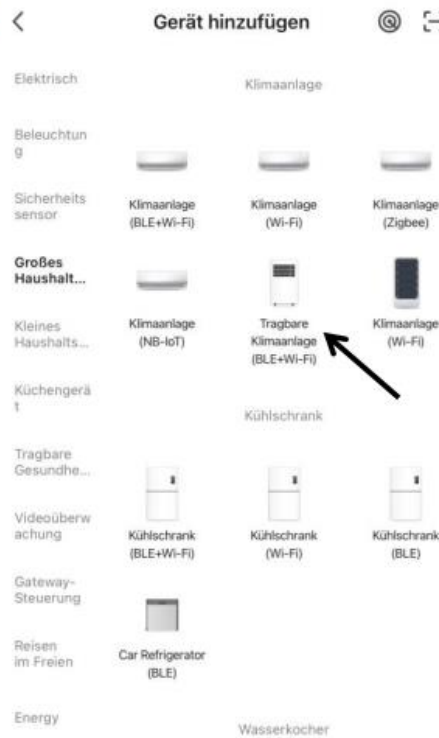 Gerät hinzufügen
Elektrisch
Beleuchtun
g
Sicherheits
sensor
Großes
Haushalt...
Kleines
Haushalts...
Küchengerä
t
Tragbare
Gesundhe...
Videoüberw
achung
Gateway-
Steuerung
Reisen
im Freien
Energy
Klimaanlage
Klimaanlage
(BLE+Wi-Fi)
Klimaanlage
(Wi-Fi)
Klimaanlage
(Zigbee)
Klimaanlage
(NB-IoT)
Tragbare
Klimaanlage
(BLE+Wi-Fi)
Klimaanlage
(Wi-Fi)
Kühlschrank
Kühlschrank
(BLE+Wi-Fi)
Kühlschrank
(Wi-Fi)
Kühlschrank
(BLE)
Car Refrigerator
(BLE)
Wasserkocher